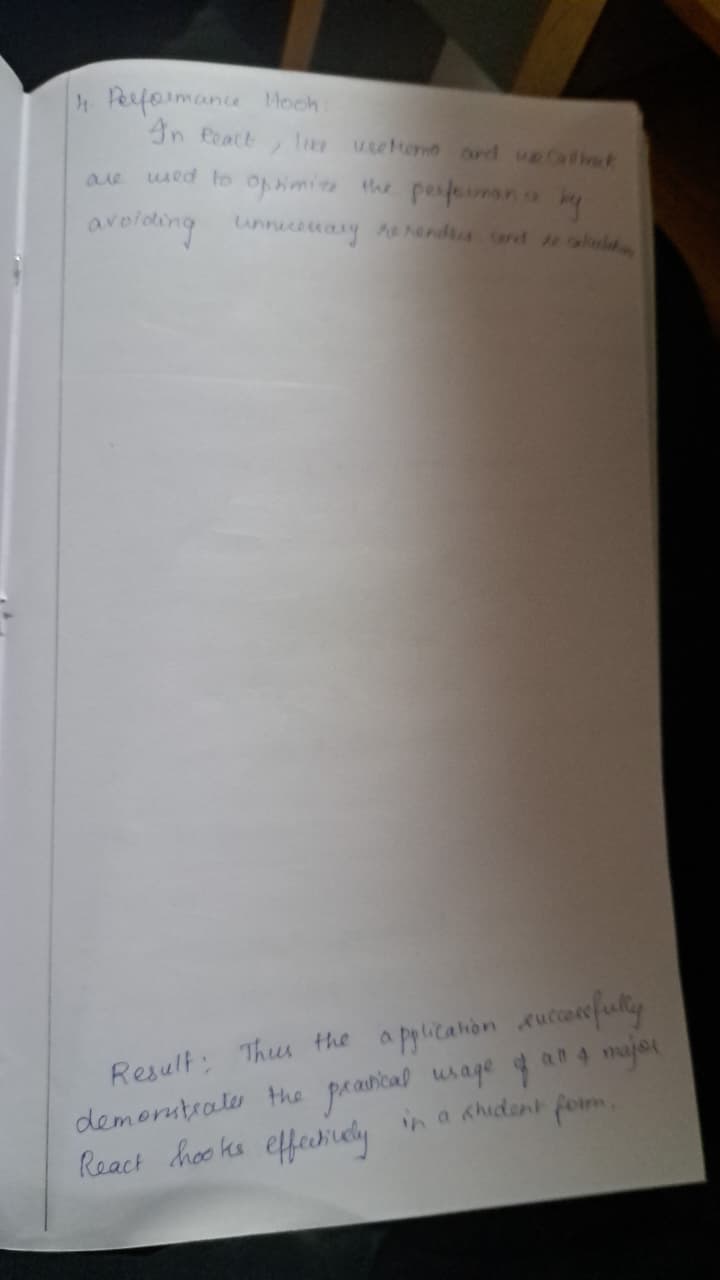 4. Performance Hook:
In React, like useMemo and useCallback
are used to optimize the performance by
avoiding unnecessary re renders and re calculation
Result: Thus the application successfully
demonstrates the practical usage of all 4 major
React hooks effectively in a student form.